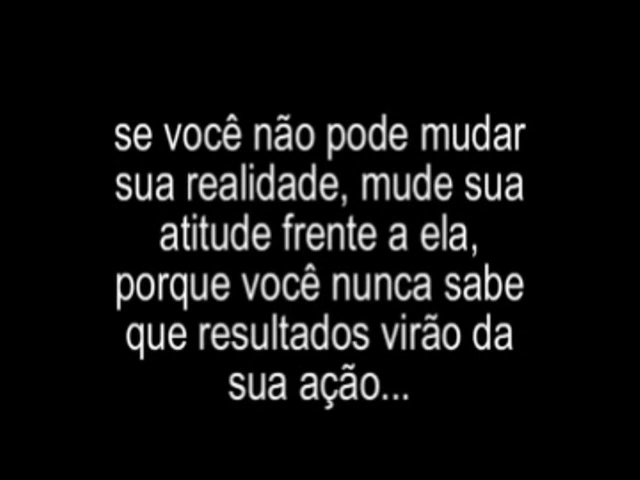 se você não pode mudar
sua realidade, mude sua
atitude frente a ela,
porque você nunca sabe
que resultados virão da
sua ação...